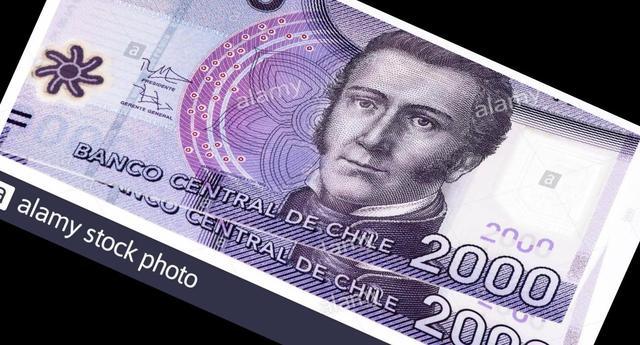 a
PRESIDENTE
GERENTE GENERAL
alamy
alamy
a
2000
BANCO CENTRAL DE CHILE
2000
BANCO CENTRAL DE CHILE
2000
a alamy stock photo